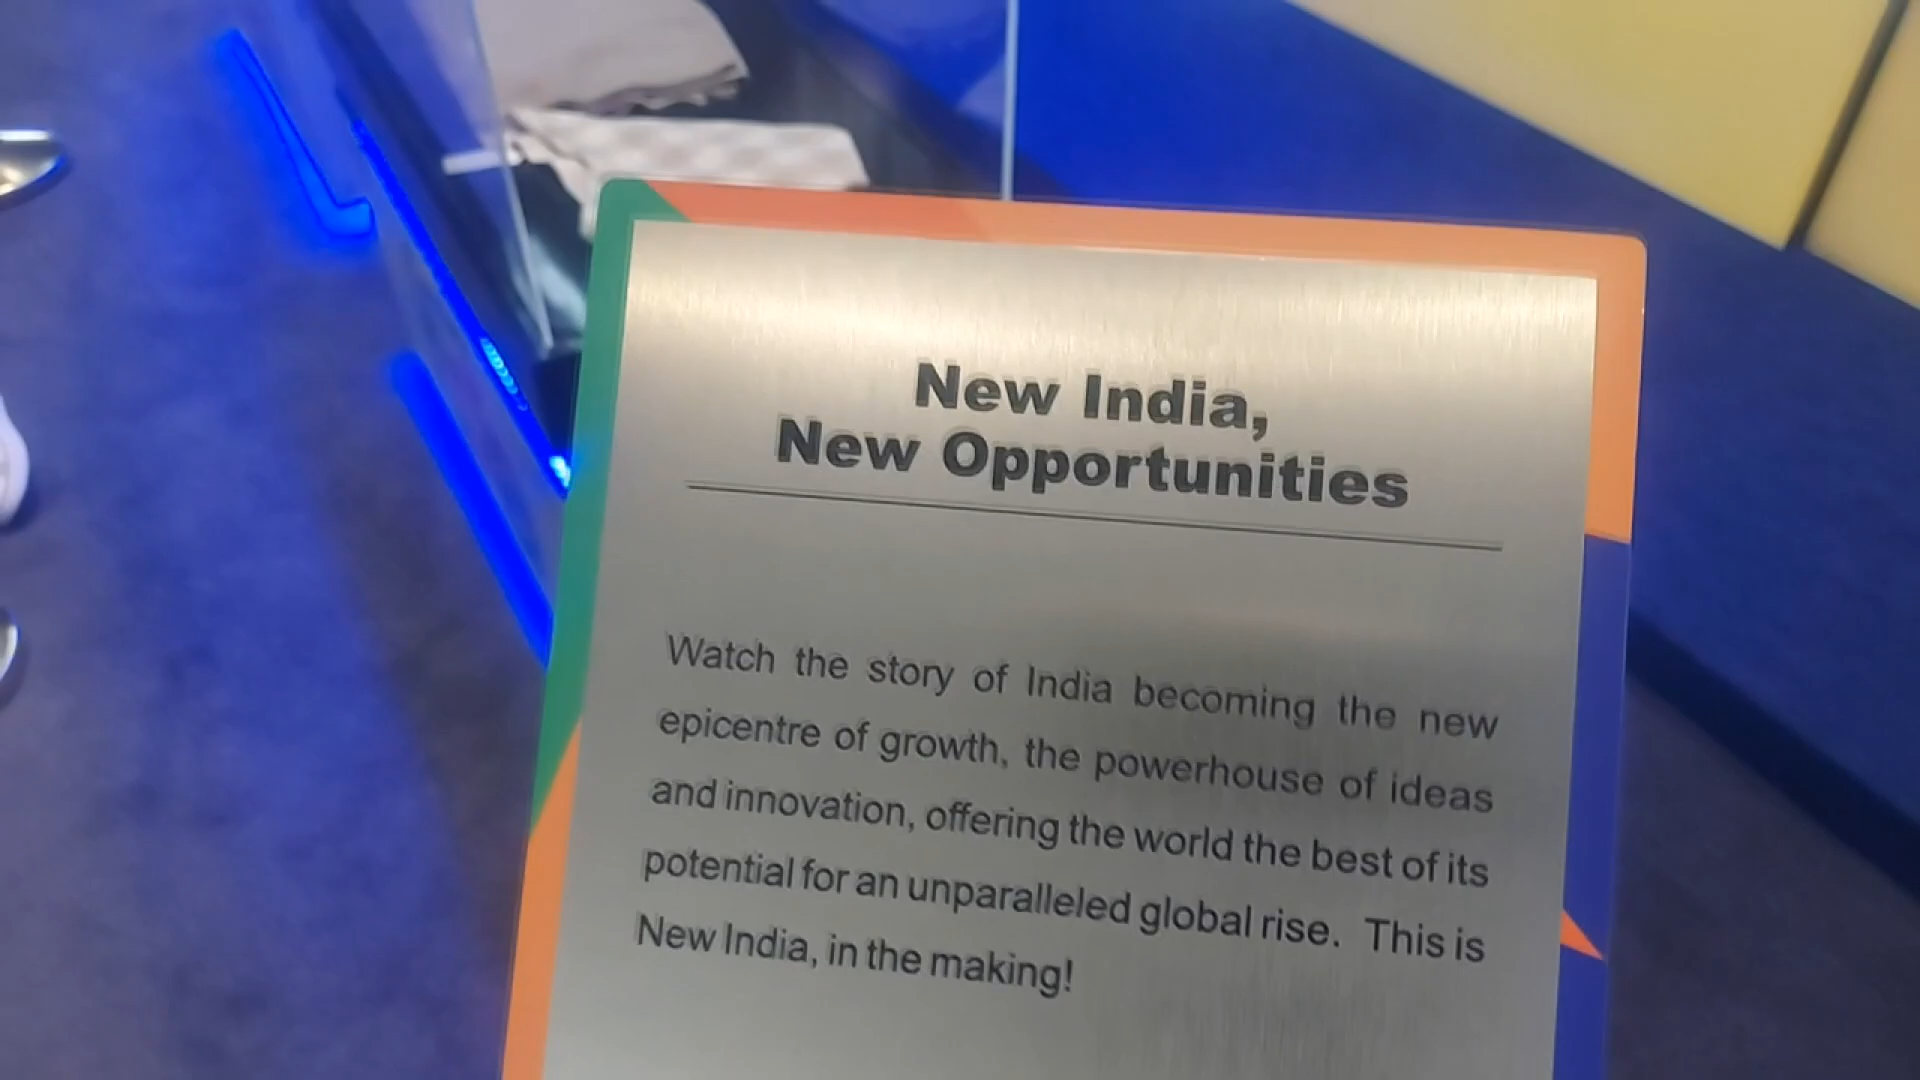 New India,
New Opportunities
Watch the story of India becoming the new
epicentre of growth, the powerhouse of ideas
and innovation, offering the world the best of its
potential for an unparalleled global rise. This is
New India, in the making!